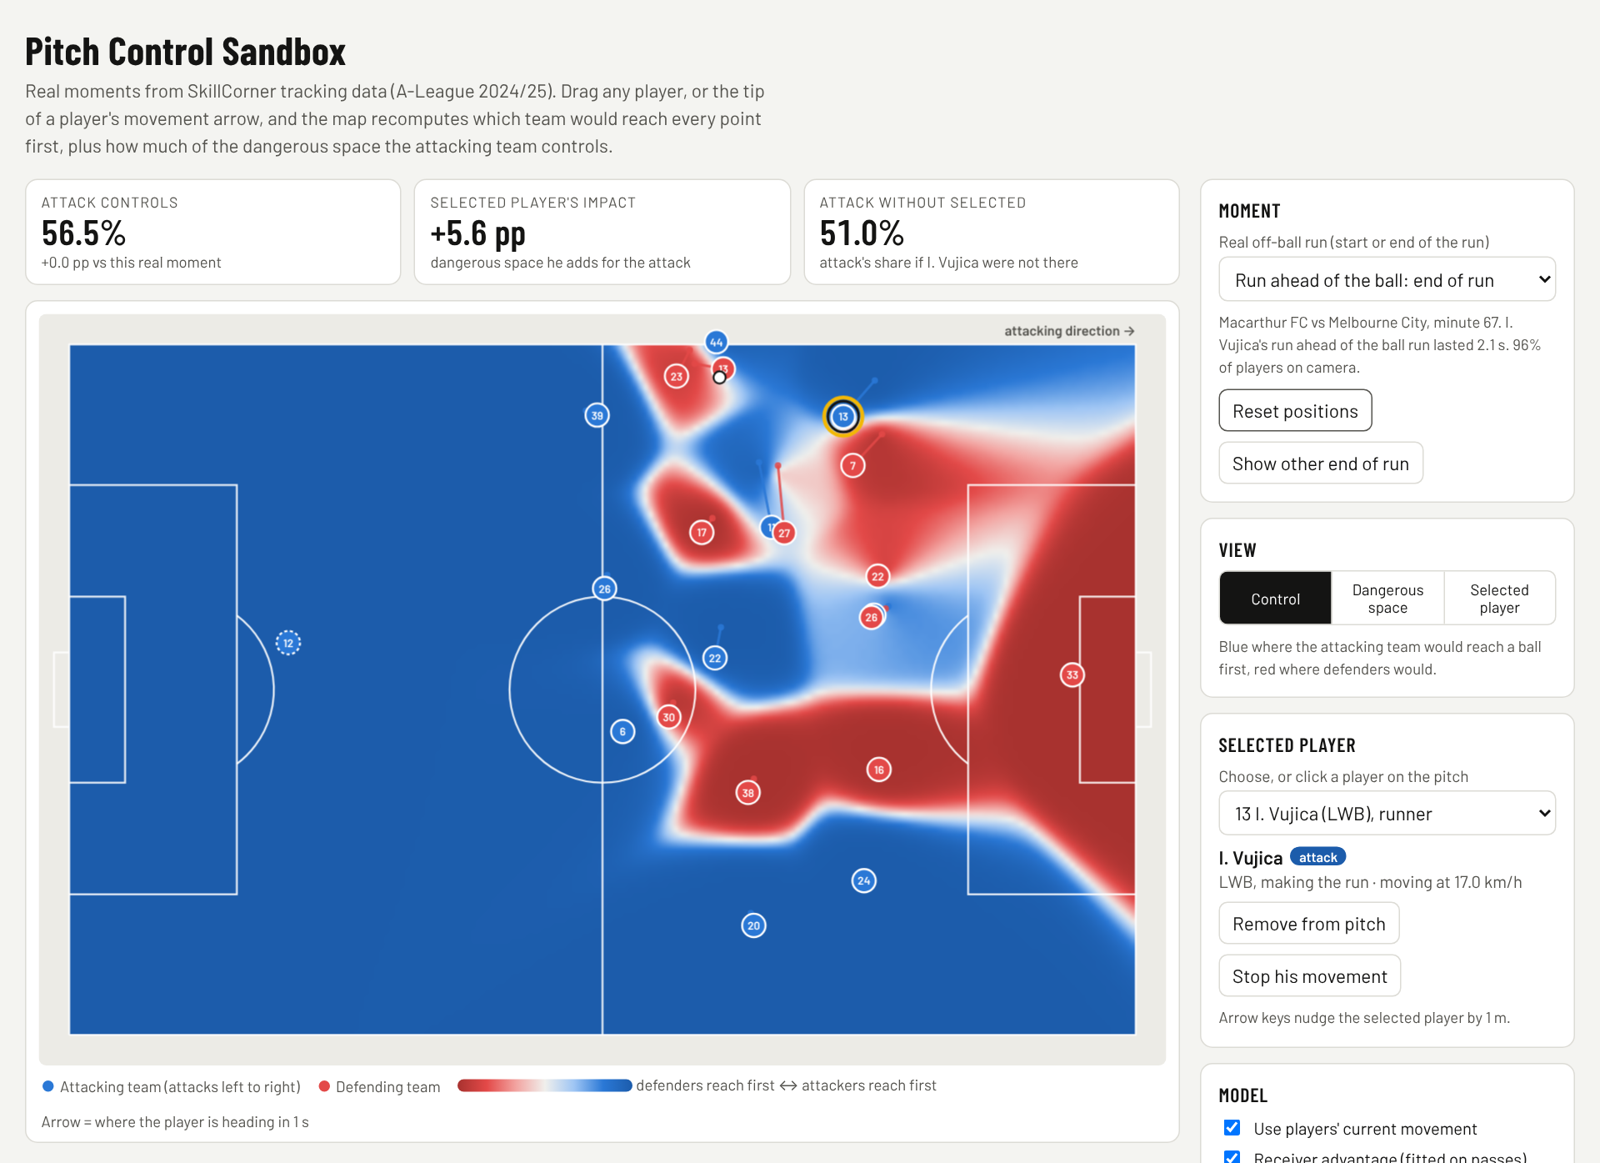 Pitch Control Sandbox
Real moments from SkillCorner tracking data (A-League 2024/25). Drag any player, or the tip
of a player's movement arrow, and the map recomputes which team would reach every point
first, plus how much of the dangerous space the attacking team controls.
ATTACK CONTROLS
56.5%
+0.0 pp vs this real moment
SELECTED PLAYER'S IMPACT
+5.6 pp
dangerous space he adds for the attack
ATTACK WITHOUT SELECTED
51.0%
attack's share if I. Vujica were not there
attacking direction →
44
13
23
39
13
7
17
27
26
22
26
12
22
33
30
6
16
38
24
20
Attacking team (attacks left to right)
Defending team
defenders reach first ↔ attackers reach first
Arrow = where the player is heading in 1 s
MOMENT
Real off-ball run (start or end of the run)
Run ahead of the ball: end of run
Macarthur FC vs Melbourne City, minute 67. I.
Vujica's run ahead of the ball run lasted 2.1 s. 96%
of players on camera.
Reset positions
Show other end of run
VIEW
Control
Dangerous
space
Selected
player
Blue where the attacking team would reach a ball
first, red where defenders would.
SELECTED PLAYER
Choose, or click a player on the pitch
13 I. Vujica (LWB), runner
I. Vujica attack
LWB, making the run · moving at 17.0 km/h
Remove from pitch
Stop his movement
Arrow keys nudge the selected player by 1 m.
MODEL
Use players' current movement
Receiver advantage (fitted on passes)